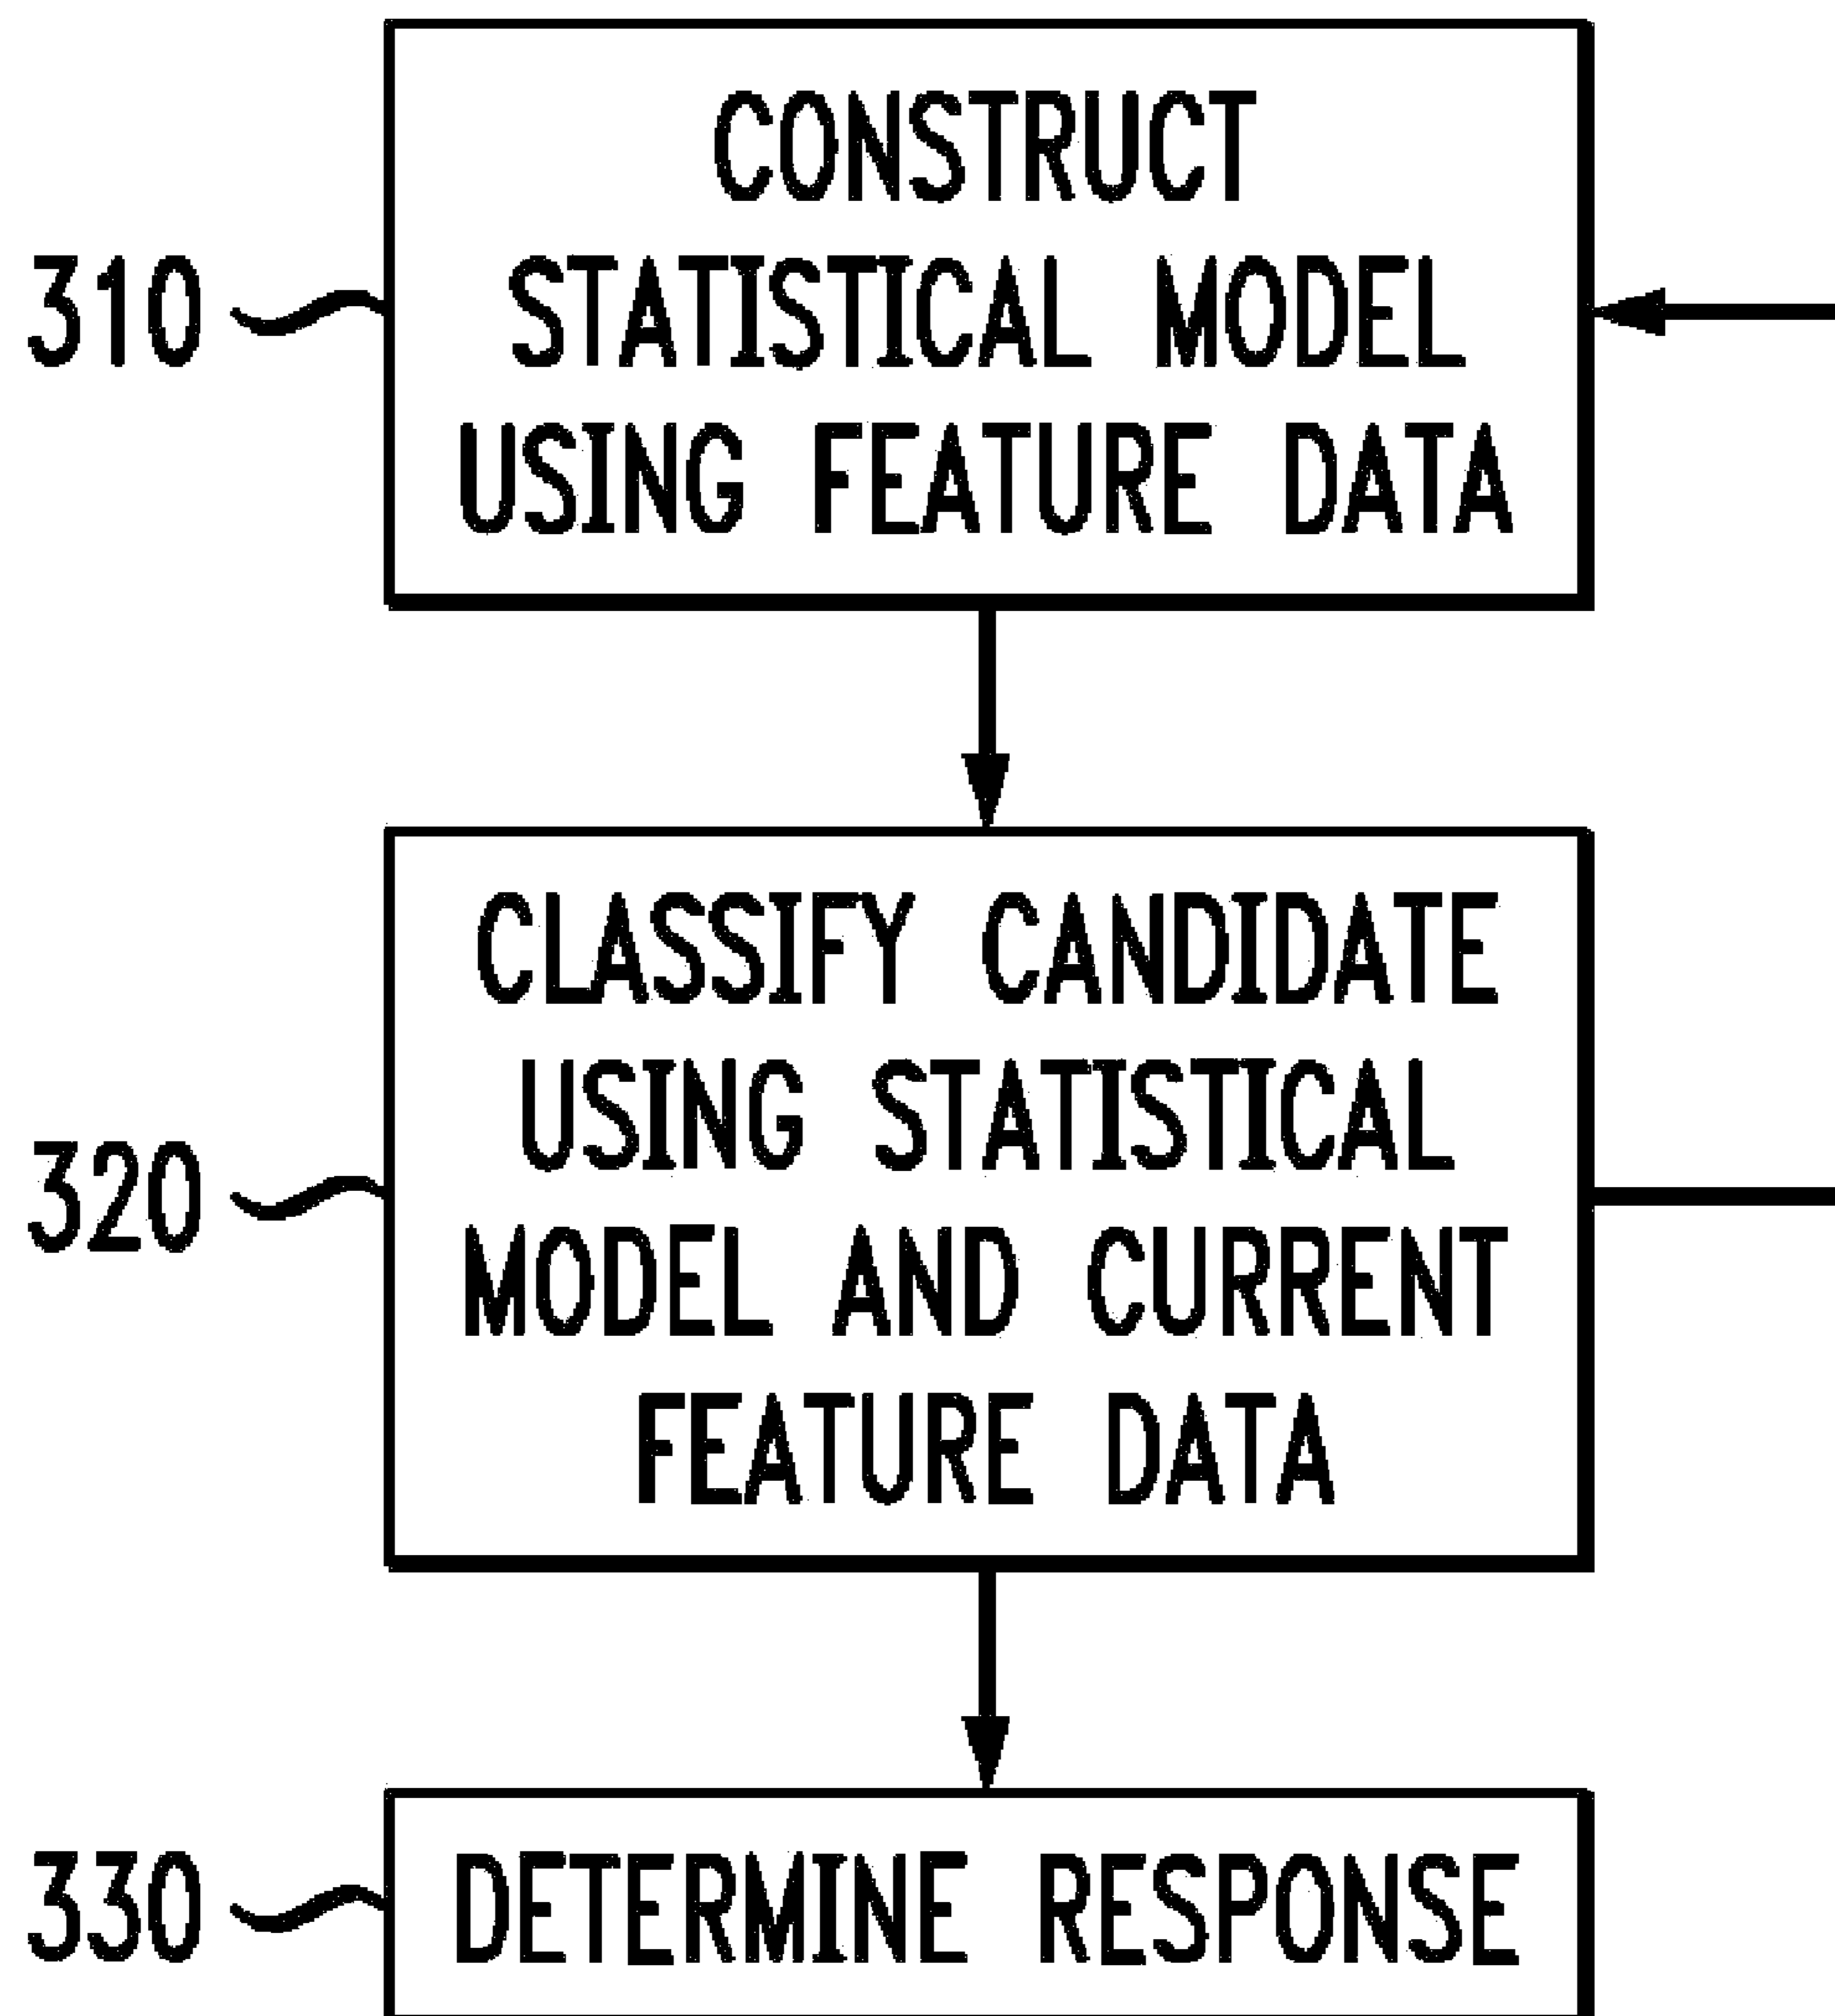 CONSTRUCT
310 STATISTICAL MODEL
USING FEATURE DATA
CLASSIFY CANDIDATE
USING STATISTICAL
320
MODEL AND CURRENT
FEATURE DATA
330 DETERMINE RESPONSE